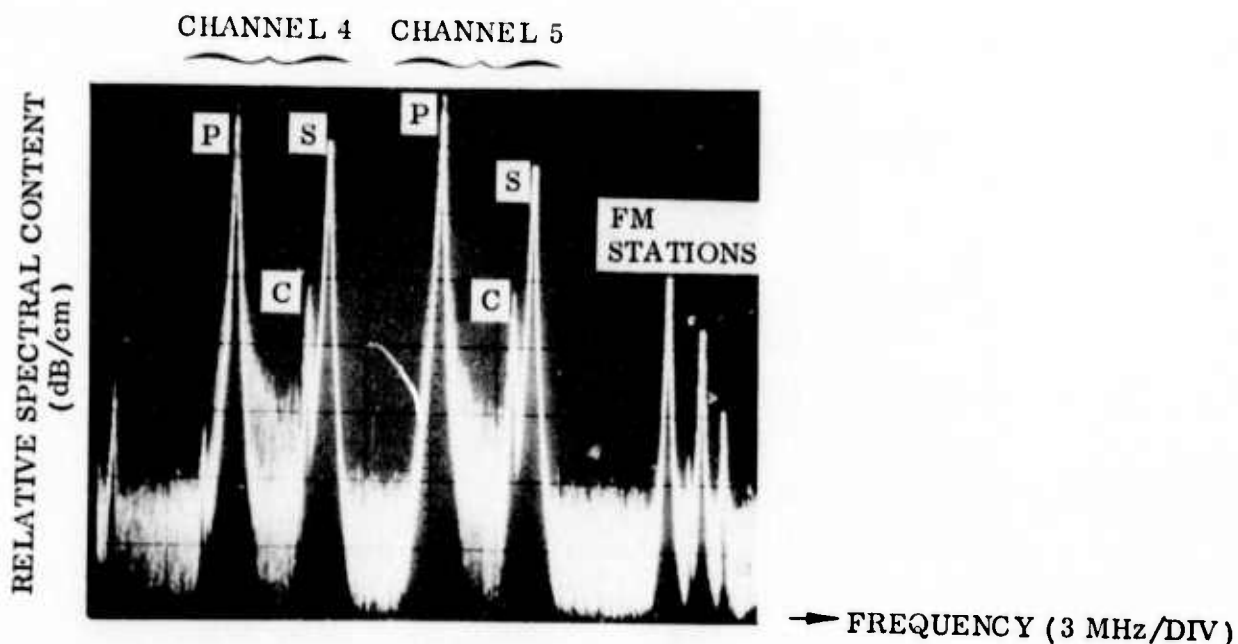 CHANNEL 4 CHANNEL 5
RELATIVE SPECTRAL CONTENT
(dB/cm)
P
S
P
S
C
C
FM
STATIONS
FREQUENCY (3 MHz/DIV)